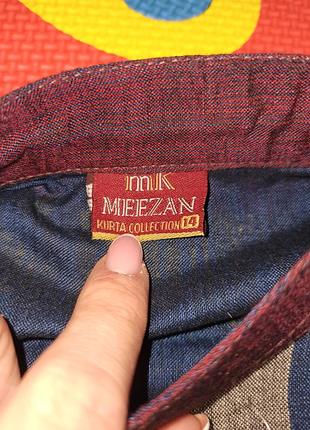 mK
MEEZAN
KURTA COLLECTION 14